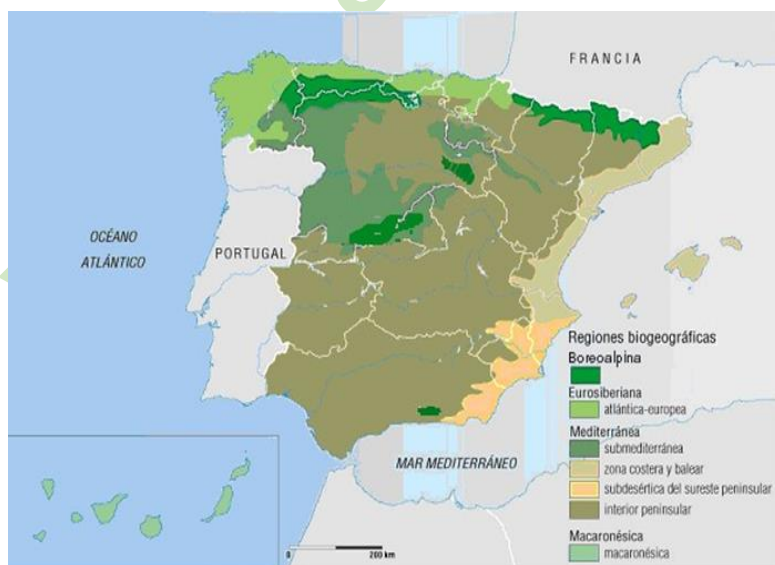 FRANCIA
OCÉANO
ATLÁNTICO
PORTUGAL
MAR MEDITERRÁNEO
Regiones biogeográficas
Boreoalpina
Eurosiberiana
atlántica-europea
Mediterránea
submediterránea
zona costera y balear
subdesértica del sureste peninsular
interior peninsular
Macaronésica
macaronésica
0 200 km